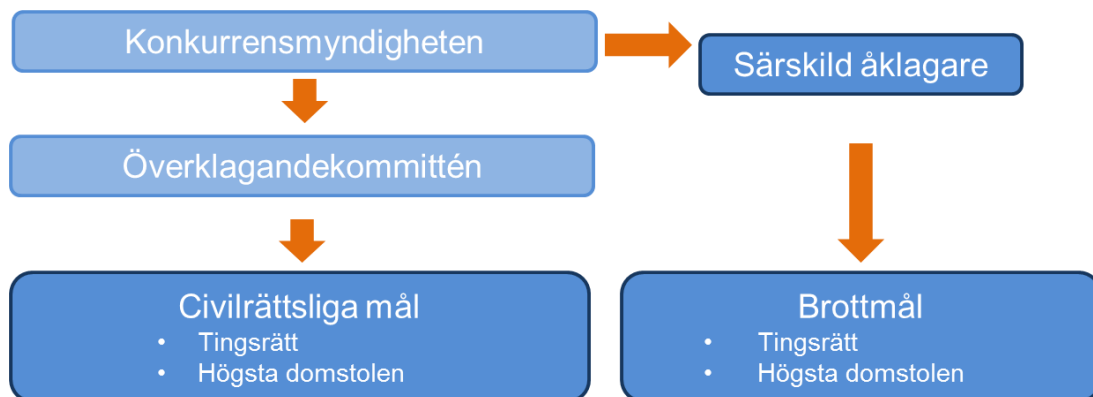 Konkurrensmyndigheten
Särskild åklagare
Överklagandekommittén
Civilrättsliga mål
• Tingsrätt
• Högsta domstolen
Brottmål
• Tingsrätt
• Högsta domstolen